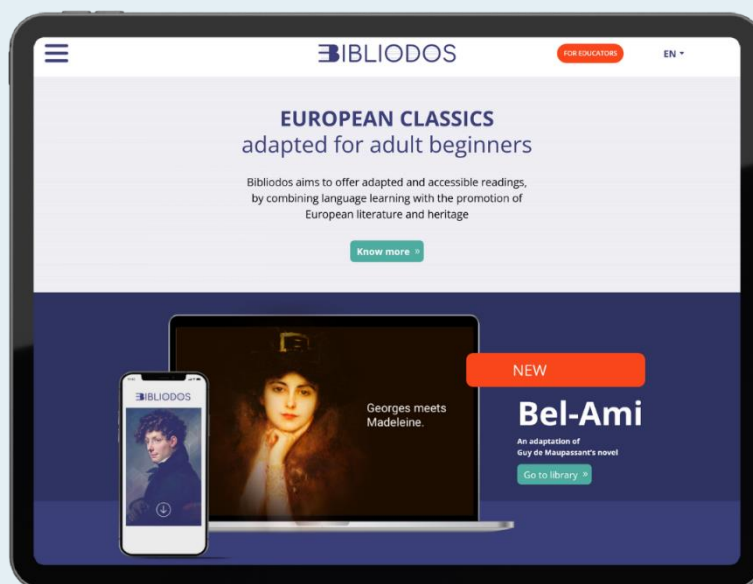 BIBLIODOS
FOR EDUCATORS
EN
EUROPEAN CLASSICS
adapted for adult beginners
Bibliodos aims to offer adapted and accessible readings,
by combining language learning with the promotion of
European literature and heritage
Know more »
NEW
Bel-Ami
An adaptation of
Guy de Maupassant's novel
Go to library »
Georges meets
Madeleine.
BIBLIODOS